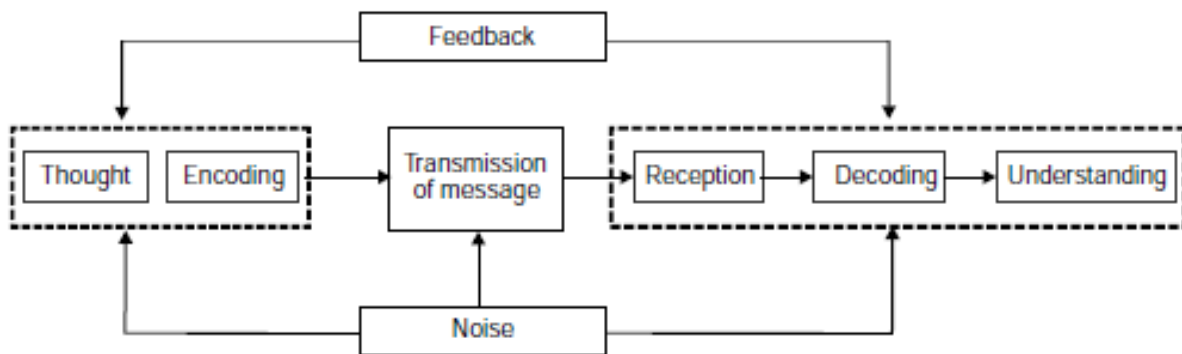 Feedback
Thought
Encoding
Transmission
of message
Reception
Decoding
Understanding
Noise